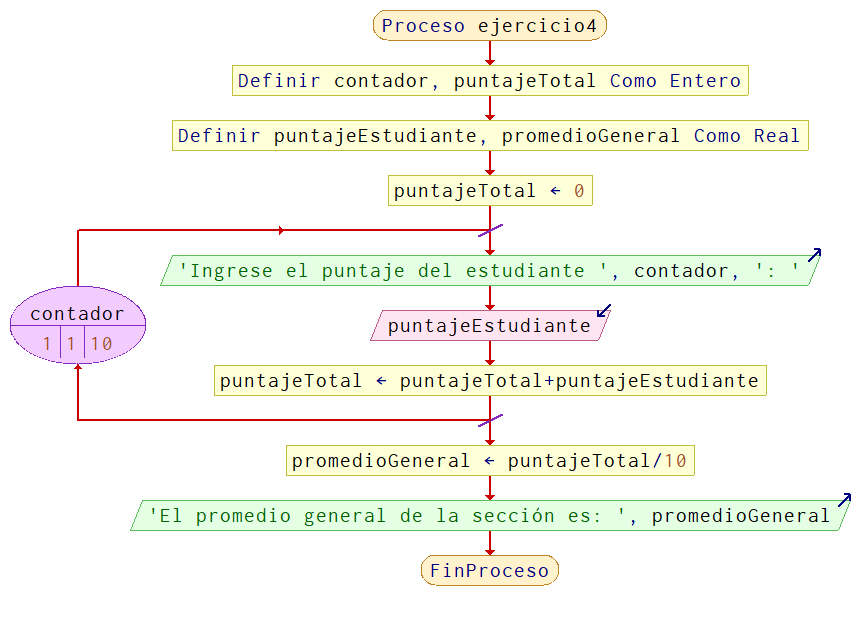 Proceso ejercicio4
Definir contador, puntajeTotal Como Entero
Definir puntajeEstudiante, promedioGeneral Como Real
puntajeTotal ← 0
'Ingrese el puntaje del estudiante ', contador, ': '
contador
1 1 10
puntajeEstudiante
puntajeTotal ← puntajeTotal+puntajeEstudiante
promedioGeneral ← puntajeTotal/10
'El promedio general de la sección es: ', promedioGeneral
FinProceso